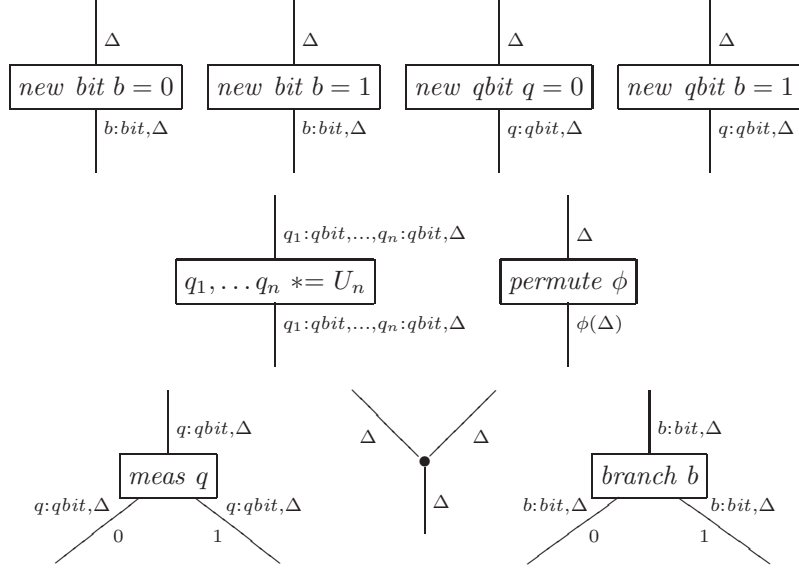 Δ Δ Δ Δ
new bit b = 0 new bit b = 1 new qbit q = 0 new qbit b = 1
b:bit,Δ b:bit,Δ q:qbit,Δ q:qbit,Δ
q₁:qbit,...,qₙ:qbit,Δ Δ
q₁, … qₙ *= Uₙ permute ϕ
q₁:qbit,...,qₙ:qbit,Δ ϕ(Δ)
q:qbit,Δ Δ Δ b:bit,Δ
meas q branch b
q:qbit,Δ q:qbit,Δ Δ b:bit,Δ b:bit,Δ
0 1 0 1